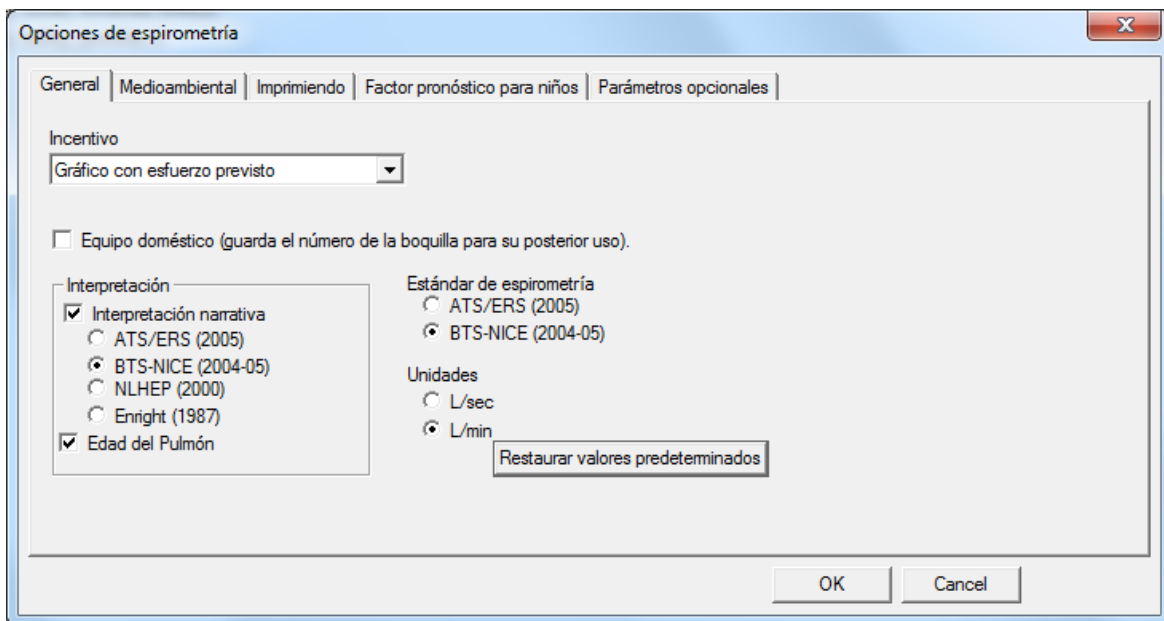 Opciones de espirometría
General
Medioambiental
Imprimiendo
Factor pronóstico para niños
Parámetros opcionales
Incentivo
Gráfico con esfuerzo previsto
Equipo doméstico (guarda el número de la boquilla para su posterior uso).
Interpretación
Interpretación narrativa
ATS/ERS (2005)
BTS-NICE (2004-05)
NLHEP (2000)
Enright (1987)
Edad del Pulmón
Estándar de espirometría
ATS/ERS (2005)
BTS-NICE (2004-05)
Unidades
L/sec
L/min
Restaurar valores predeterminados
OK
Cancel